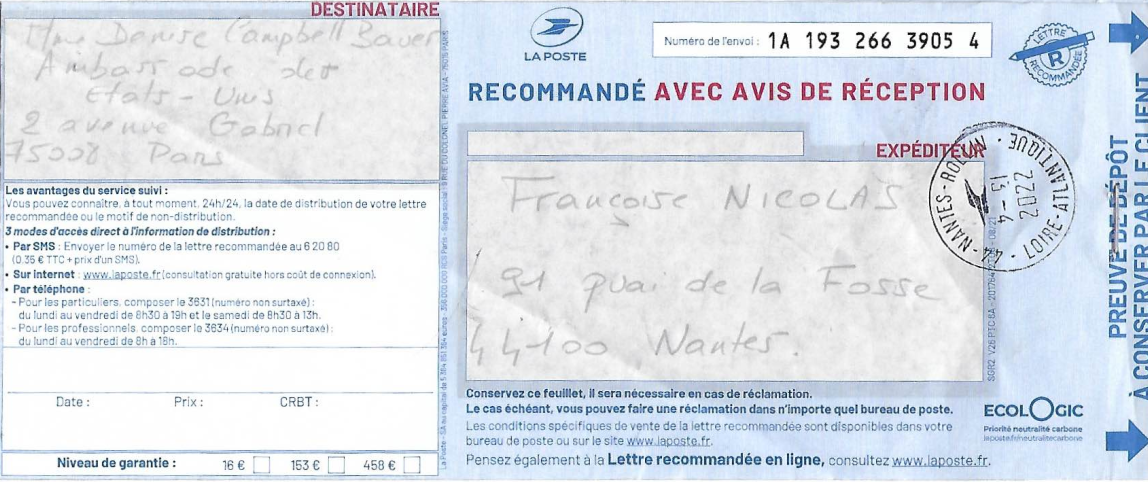 DESTINATAIRE
Mme Denise Campbell Bauer
Ambassade des
Etats-Unis
2 avenue Gabriel
75008 Paris
Les avantages du service suivi :
Vous pouvez connaître, à tout moment, 24h/24, la date de distribution de votre lettre
recommandée ou le motif de non-distribution.
3 modes d'accès direct à l'information de distribution :
• Par SMS : Envoyer le numéro de la lettre recommandée au 6 20 80
(0.35 € TTC + prix d'un SMS).
• Sur internet : www.laposte.fr (consultation gratuite hors coût de connexion).
• Par téléphone :
- Pour les particuliers, composer le 3631 (numéro non surtaxé) :
du lundi au vendredi de 8h30 à 19h et le samedi de 8h30 à 13h.
- Pour les professionnels, composer le 3634 (numéro non surtaxé) :
du lundi au vendredi de 8h à 18h.
Date : Prix : CRBT :
Niveau de garantie : 16 € 153 € 458 €
LA POSTE
Numéro de l'envoi : 1A 193 266 3905 4
LETTRE
R
RECOMMANDÉE
RECOMMANDÉ AVEC AVIS DE RÉCEPTION
EXPÉDITEUR
Françoise NICOLAS
91 quai de la Fosse
44100 Nantes.
44 - NANTES-ROLLIN - LOIRE-ATLANTIQUE
13 - 4
2022
Conservez ce feuillet, il sera nécessaire en cas de réclamation.
Le cas échéant, vous pouvez faire une réclamation dans n'importe quel bureau de poste.
Les conditions spécifiques de vente de la lettre recommandée sont disponibles dans votre
bureau de poste ou sur le site www.laposte.fr.
Pensez également à la Lettre recommandée en ligne, consultez www.laposte.fr.
ECOLOGIC
Priorité neutralité carbone
laposte.fr/neutralitecarbone
PREUVE DE DÉPÔT
À CONSERVER PAR LE CLIENT